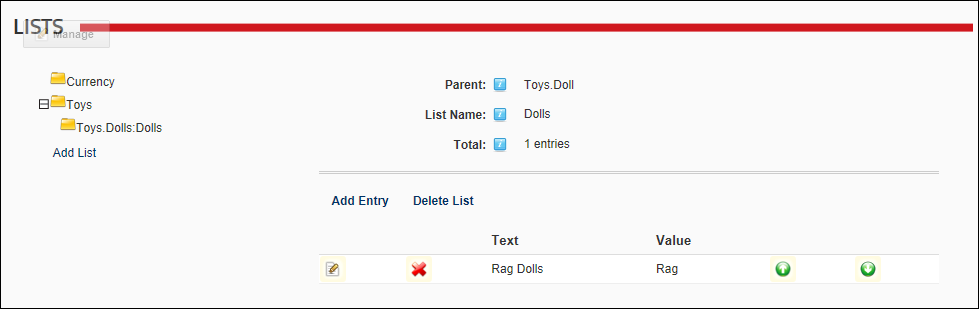 LISTS
Manage
Currency
Toys
Toys.Dolls:Dolls
Add List
Parent: Toys.Doll
List Name: Dolls
Total: 1 entries
Add Entry Delete List
Text Value
Rag Dolls Rag